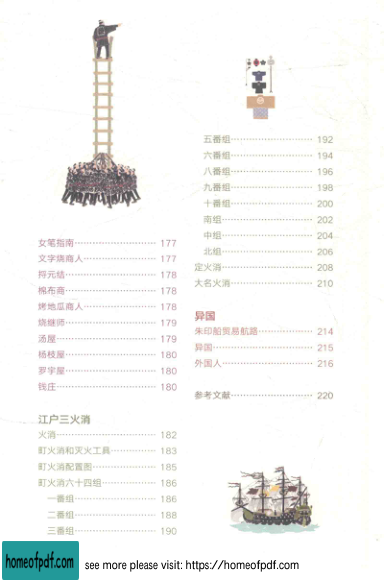 女笔指南……………………… 177
文字烧商人………………… 177
捋元结……………………… 178
棉布商……………………… 178
烤地瓜商人………………… 178
烧继师……………………… 179
汤屋………………………… 179
杨枝屋……………………… 180
罗宇屋……………………… 180
钱庄………………………… 180
江户三火消
火消………………………… 182
町火消和灭火工具………… 183
町火消配置图……………… 185
町火消六十四组…………… 186
一番组……………………… 186
二番组……………………… 188
三番组……………………… 190
五番组……………………… 192
六番组……………………… 194
八番组……………………… 196
九番组……………………… 198
十番组……………………… 200
南组………………………… 202
中组………………………… 204
北组………………………… 206
定火消……………………… 208
大名火消…………………… 210
异国
朱印船贸易航路…………… 214
异国………………………… 215
外国人……………………… 216
参考文献…………………… 220
homeofpdf.com
see more please visit: https://homeofpdf.com